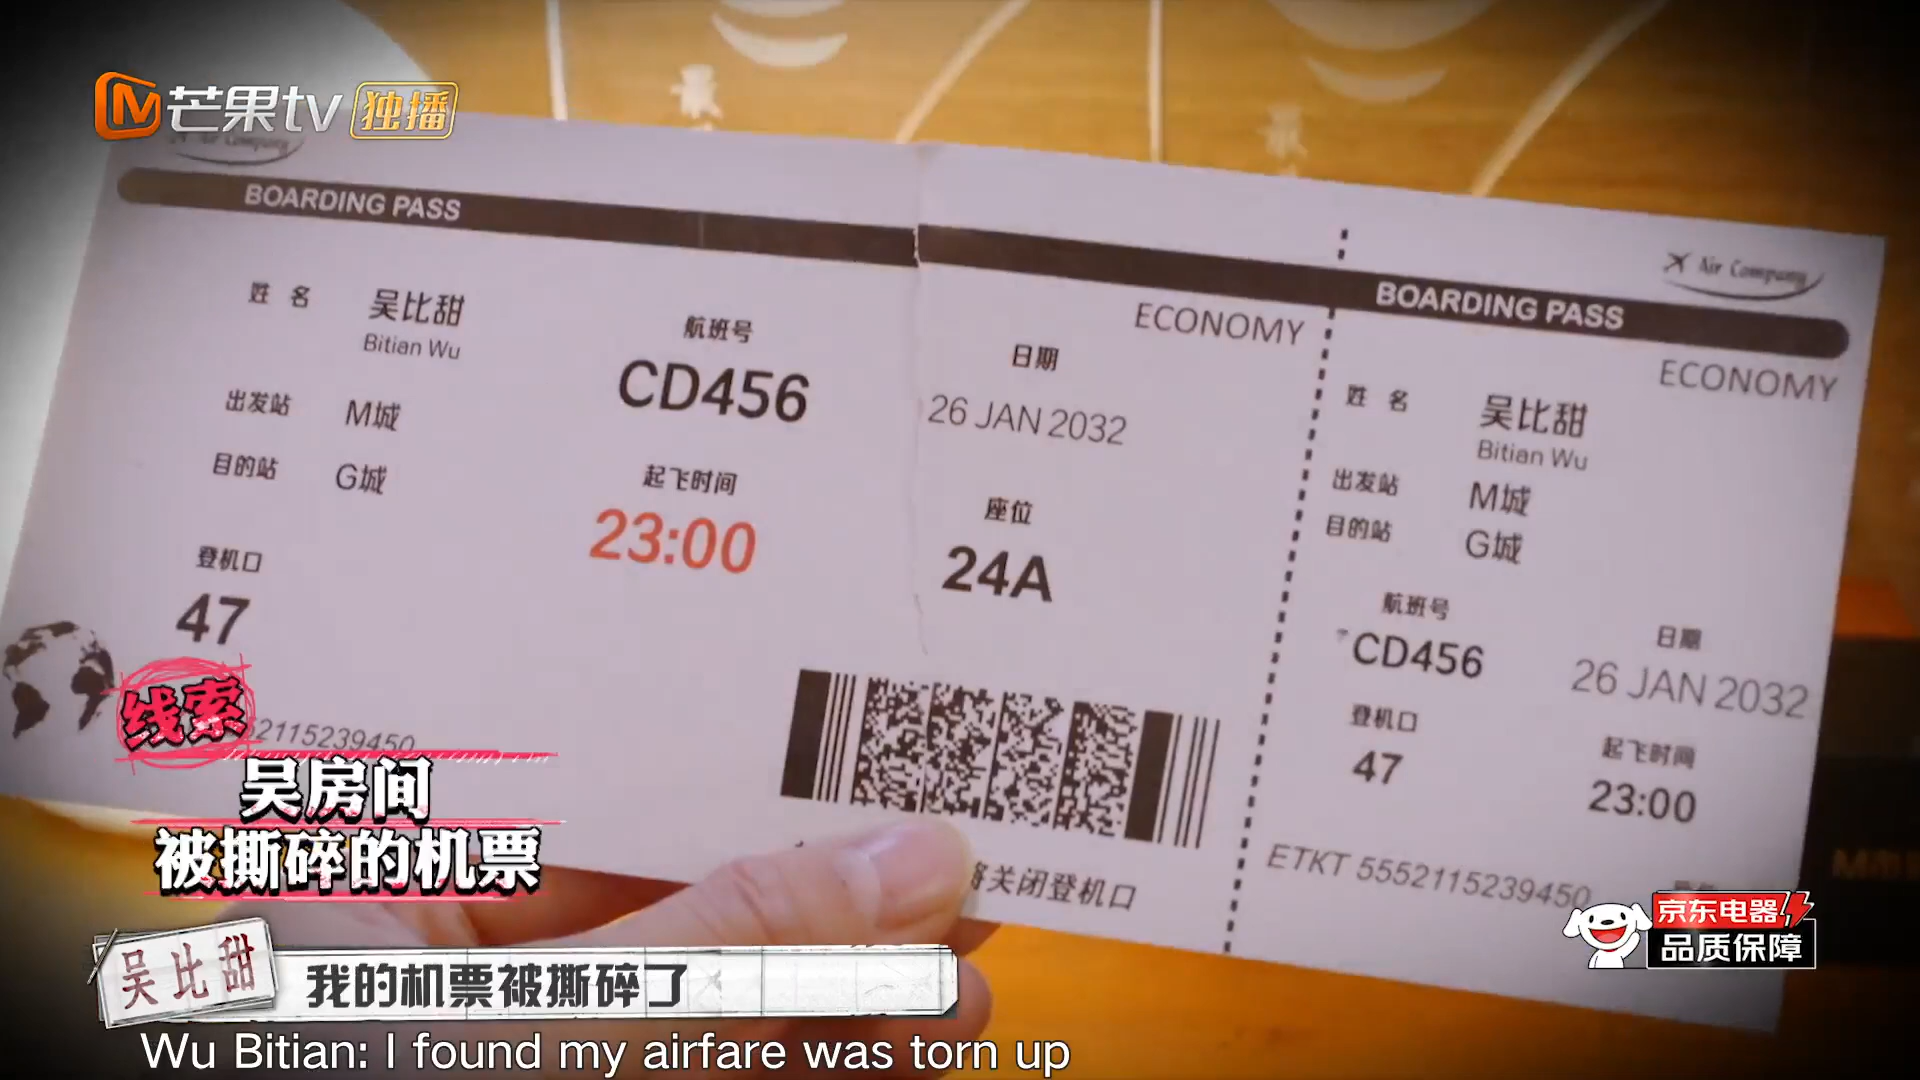 芒果tv 独播
Air Company
BOARDING PASS
姓 名 吴比甜
Bitian Wu
出发站 M城
目的站 G城
登机口
47
航班号
CD456
起飞时间
23:00
ECONOMY
日期
26 JAN 2032
座位
24A
2115239450
将关闭登机口
Air Company
BOARDING PASS
ECONOMY
姓 名 吴比甜
Bitian Wu
出发站 M城
目的站 G城
航班号
CD456
日期
26 JAN 2032
登机口
47
起飞时间
23:00
ETKT 5552115239450
线索
吴房间
被撕碎的机票
京东电器
品质保障
吴比甜
我的机票被撕碎了
Wu Bitian: I found my airfare was torn up